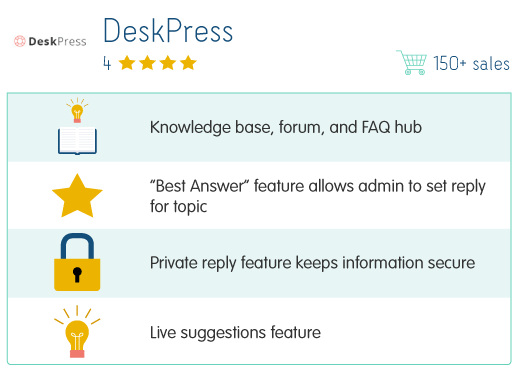 DeskPress
DeskPress
4
150+ sales
Knowledge base, forum, and FAQ hub
“Best Answer” feature allows admin to set reply
for topic
Private reply feature keeps information secure
Live suggestions feature